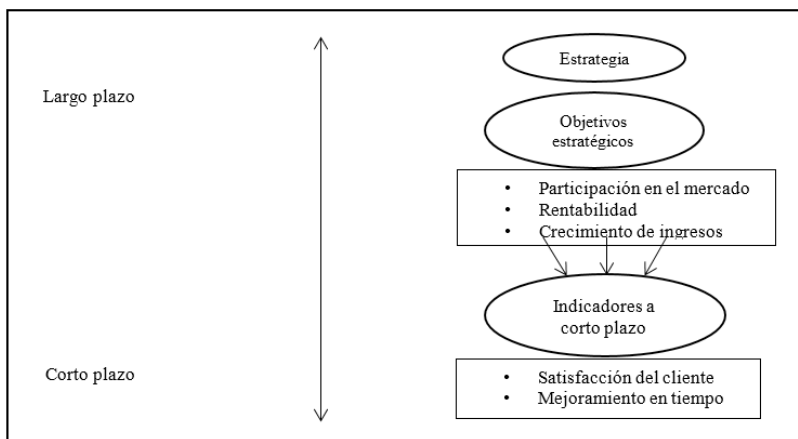 Estrategia
Largo plazo
Objetivos
estratégicos
• Participación en el mercado
• Rentabilidad
• Crecimiento de ingresos
Indicadores a
corto plazo
Corto plazo
• Satisfacción del cliente
• Mejoramiento en tiempo